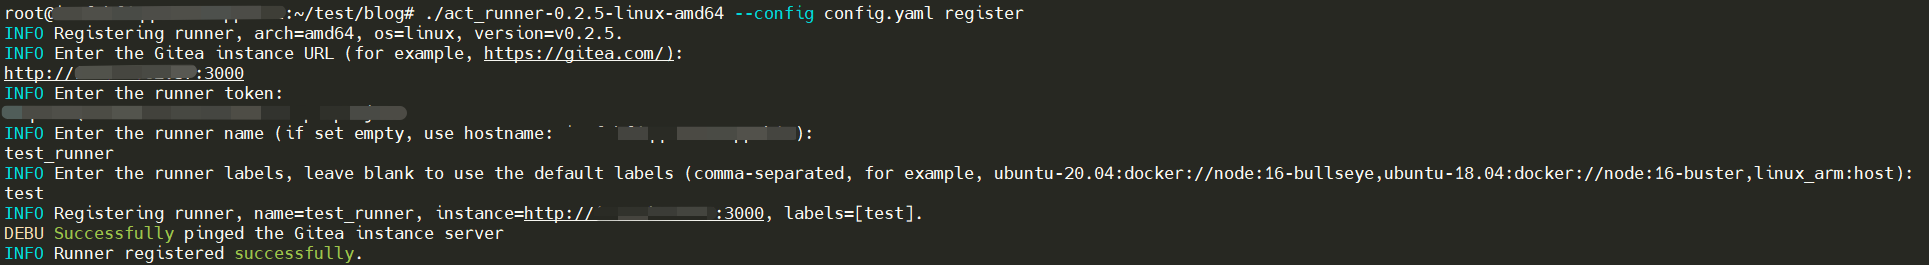 root@:~/test/blog# ./act_runner-0.2.5-linux-amd64 --config config.yaml register
INFO Registering runner, arch=amd64, os=linux, version=v0.2.5.
INFO Enter the Gitea instance URL (for example, https://gitea.com/):
http://:3000
INFO Enter the runner token:
INFO Enter the runner name (if set empty, use hostname: ):
test_runner
INFO Enter the runner labels, leave blank to use the default labels (comma-separated, for example, ubuntu-20.04:docker://node:16-bullseye,ubuntu-18.04:docker://node:16-buster,linux_arm:host):
test
INFO Registering runner, name=test_runner, instance=http://:3000, labels=[test].
DEBU Successfully pinged the Gitea instance server
INFO Runner registered successfully.